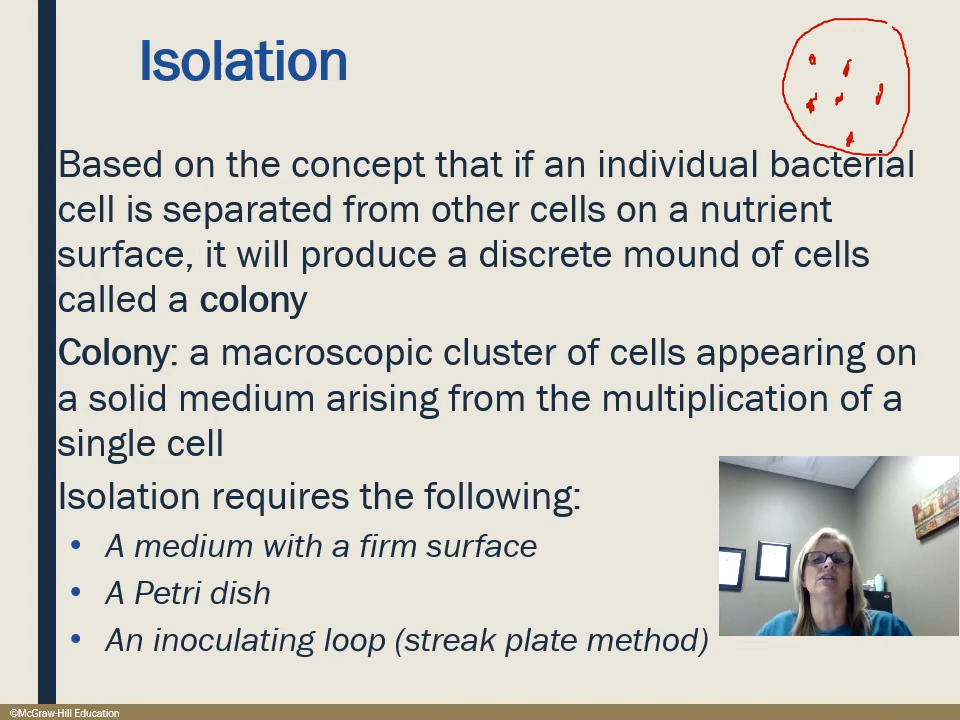 Isolation
Based on the concept that if an individual bacterial
cell is separated from other cells on a nutrient
surface, it will produce a discrete mound of cells
called a colony
Colony: a macroscopic cluster of cells appearing on
a solid medium arising from the multiplication of a
single cell
Isolation requires the following:
• A medium with a firm surface
• A Petri dish
• An inoculating loop (streak plate method)
©McGraw-Hill Education